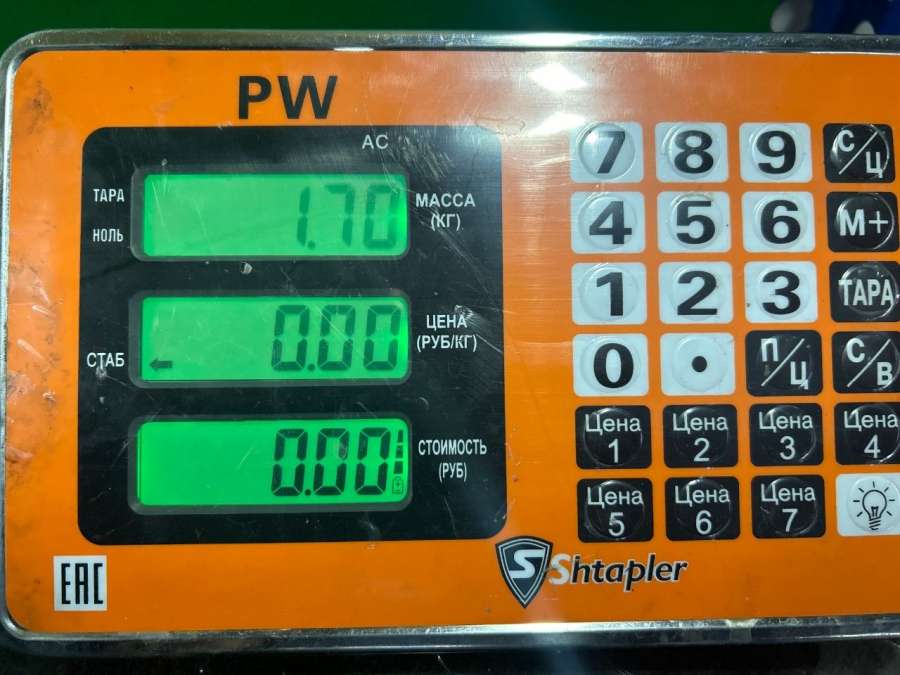 PW
AC
ТАРА
НОЛЬ
1.70
МАССА
(КГ)
СТАБ
0.00
ЦЕНА
(РУБ/КГ)
0.00
СТОИМОСТЬ
(РУБ)
7 8 9 С/Ц
4 5 6 М+
1 2 3 ТАРА
0 . П/Ц С/В
Цена 1 Цена 2 Цена 3 Цена 4
Цена 5 Цена 6 Цена 7
EAC
S Shtapler